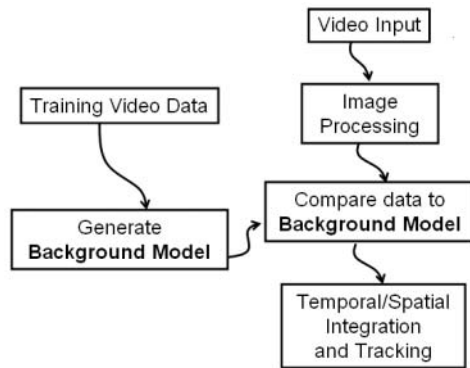 Video Input
Training Video Data
Image
Processing
Generate
Background Model
Compare data to
Background Model
Temporal/Spatial
Integration
and Tracking